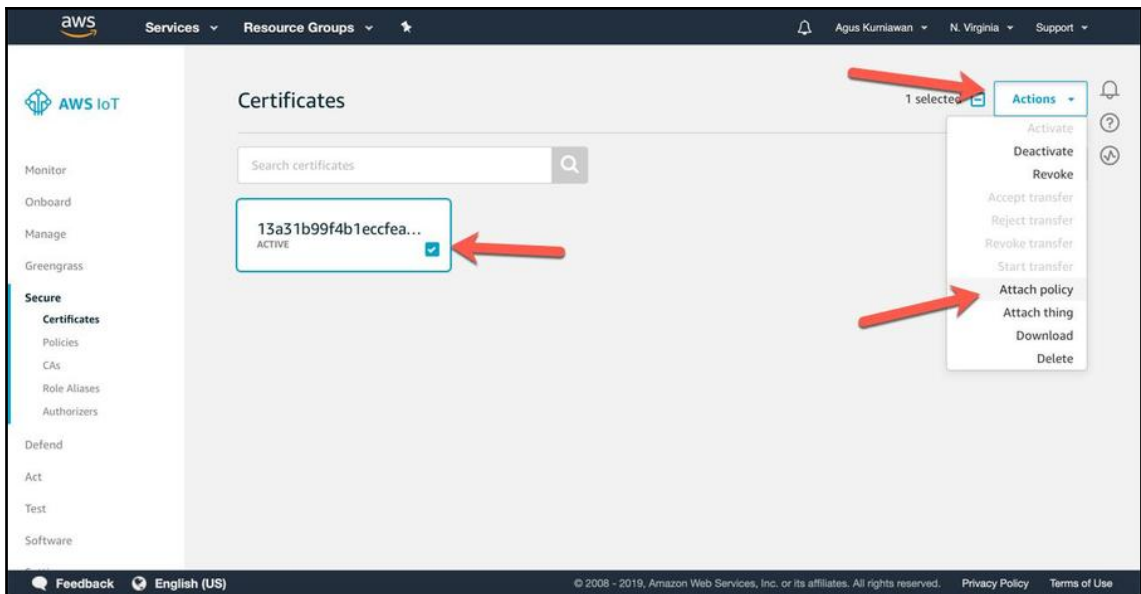 aws Services Resource Groups Agus Kurniawan N. Virginia Support
AWS IoT
Certificates
1 selected Actions
Search certificates
13a31b99f4b1eccfea...
ACTIVE
Monitor
Onboard
Manage
Greengrass
Secure
Certificates
Policies
CAs
Role Aliases
Authorizers
Defend
Act
Test
Software
Activate
Deactivate
Revoke
Accept transfer
Reject transfer
Revoke transfer
Start transfer
Attach policy
Attach thing
Download
Delete
Feedback English (US) © 2008 - 2019, Amazon Web Services, Inc. or its affiliates. All rights reserved. Privacy Policy Terms of Use